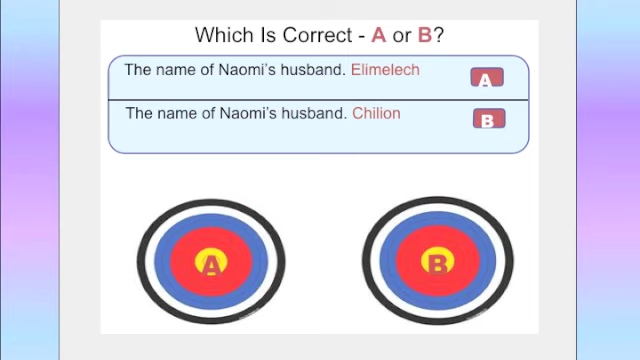 Which Is Correct - A or B?
The name of Naomi's husband. Elimelech
A
The name of Naomi's husband. Chilion
B
A
B